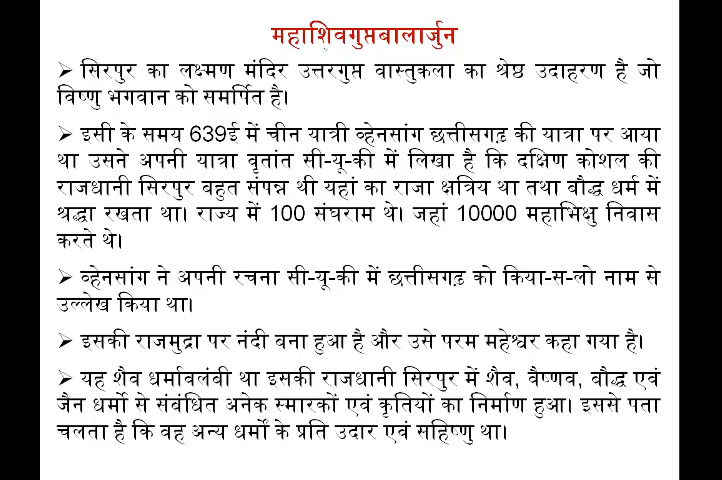 महाशिवगुप्तबालार्जुन
➢ सिरपुर का लक्ष्मण मंदिर उत्तरगुप्त वास्तुकला का श्रेष्ठ उदाहरण है जो
विष्णु भगवान को समर्पित है।
➢ इसी के समय 639ई में चीन यात्री व्हेनसांग छत्तीसगढ़ की यात्रा पर आया
था उसने अपनी यात्रा वृतांत सी-यू-की में लिखा है कि दक्षिण कोशल की
राजधानी सिरपुर बहुत संपन्न थी यहां का राजा क्षत्रिय था तथा बौद्ध धर्म में
श्रद्धा रखता था। राज्य में 100 संघराम थे। जहां 10000 महाभिक्षु निवास
करते थे।
➢ व्हेनसांग ने अपनी रचना सी-यू-की में छत्तीसगढ़ को किया-स-लो नाम से
उल्लेख किया था।
➢ इसकी राजमुद्रा पर नंदी बना हुआ है और उसे परम महेश्वर कहा गया है।
➢ यह शैव धर्मावलंबी था इसकी राजधानी सिरपुर में शैव, वैष्णव, बौद्ध एवं
जैन धर्मो से संबंधित अनेक स्मारकों एवं कृतियों का निर्माण हुआ। इससे पता
चलता है कि वह अन्य धर्मों के प्रति उदार एवं सहिष्णु था।